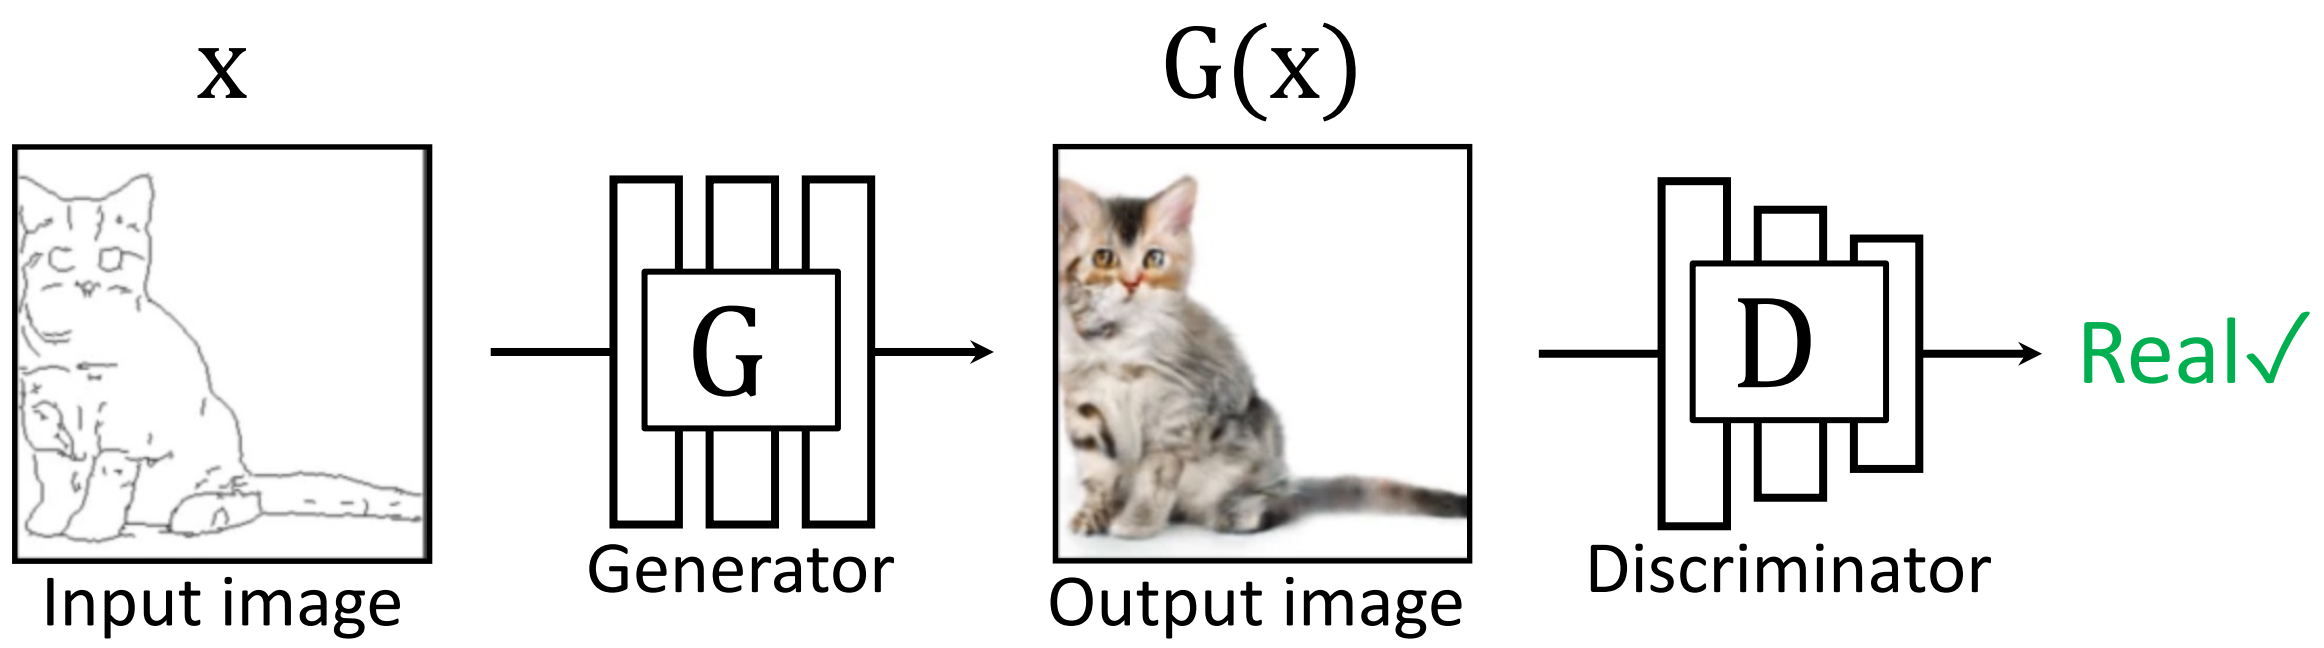 x
G(x)
G
D
Real✓
Generator
Discriminator
Input image
Output image